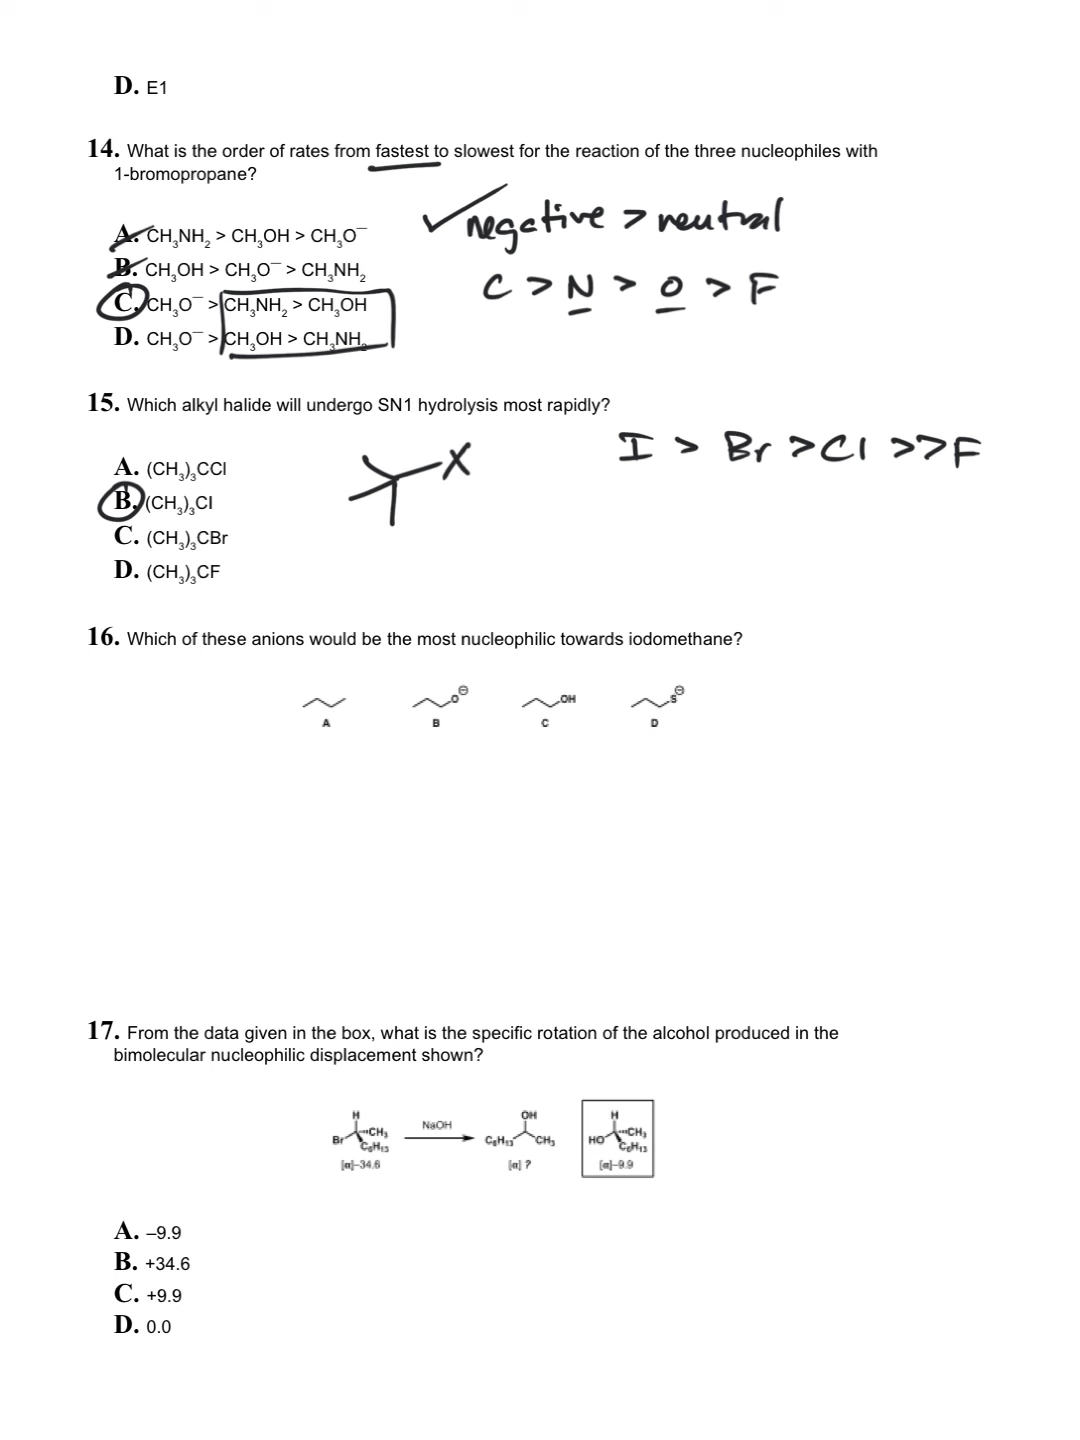 D. E1
14. What is the order of rates from fastest to slowest for the reaction of the three nucleophiles with
1-bromopropane?
✓negative > neutral
A. CH3NH2 > CH3OH > CH3O⁻
B. CH3OH > CH3O⁻ > CH3NH2
C > N > O > F
C. CH3O⁻ > CH3NH2 > CH3OH
D. CH3O⁻ > CH3OH > CH3NH2
15. Which alkyl halide will undergo SN1 hydrolysis most rapidly?
I > Br > Cl >> F
A. (CH3)3CCl
X
B. (CH3)3CI
C. (CH3)3CBr
D. (CH3)3CF
16. Which of these anions would be the most nucleophilic towards iodomethane?
O⊖ OH S⊖
A B C D
17. From the data given in the box, what is the specific rotation of the alcohol produced in the
bimolecular nucleophilic displacement shown?
H OH H
Br CH3 C6H13 NaOH C6H13 CH3 HO CH3 C6H13
[α]-34.6 [α] ? [α]-9.9
A. –9.9
B. +34.6
C. +9.9
D. 0.0